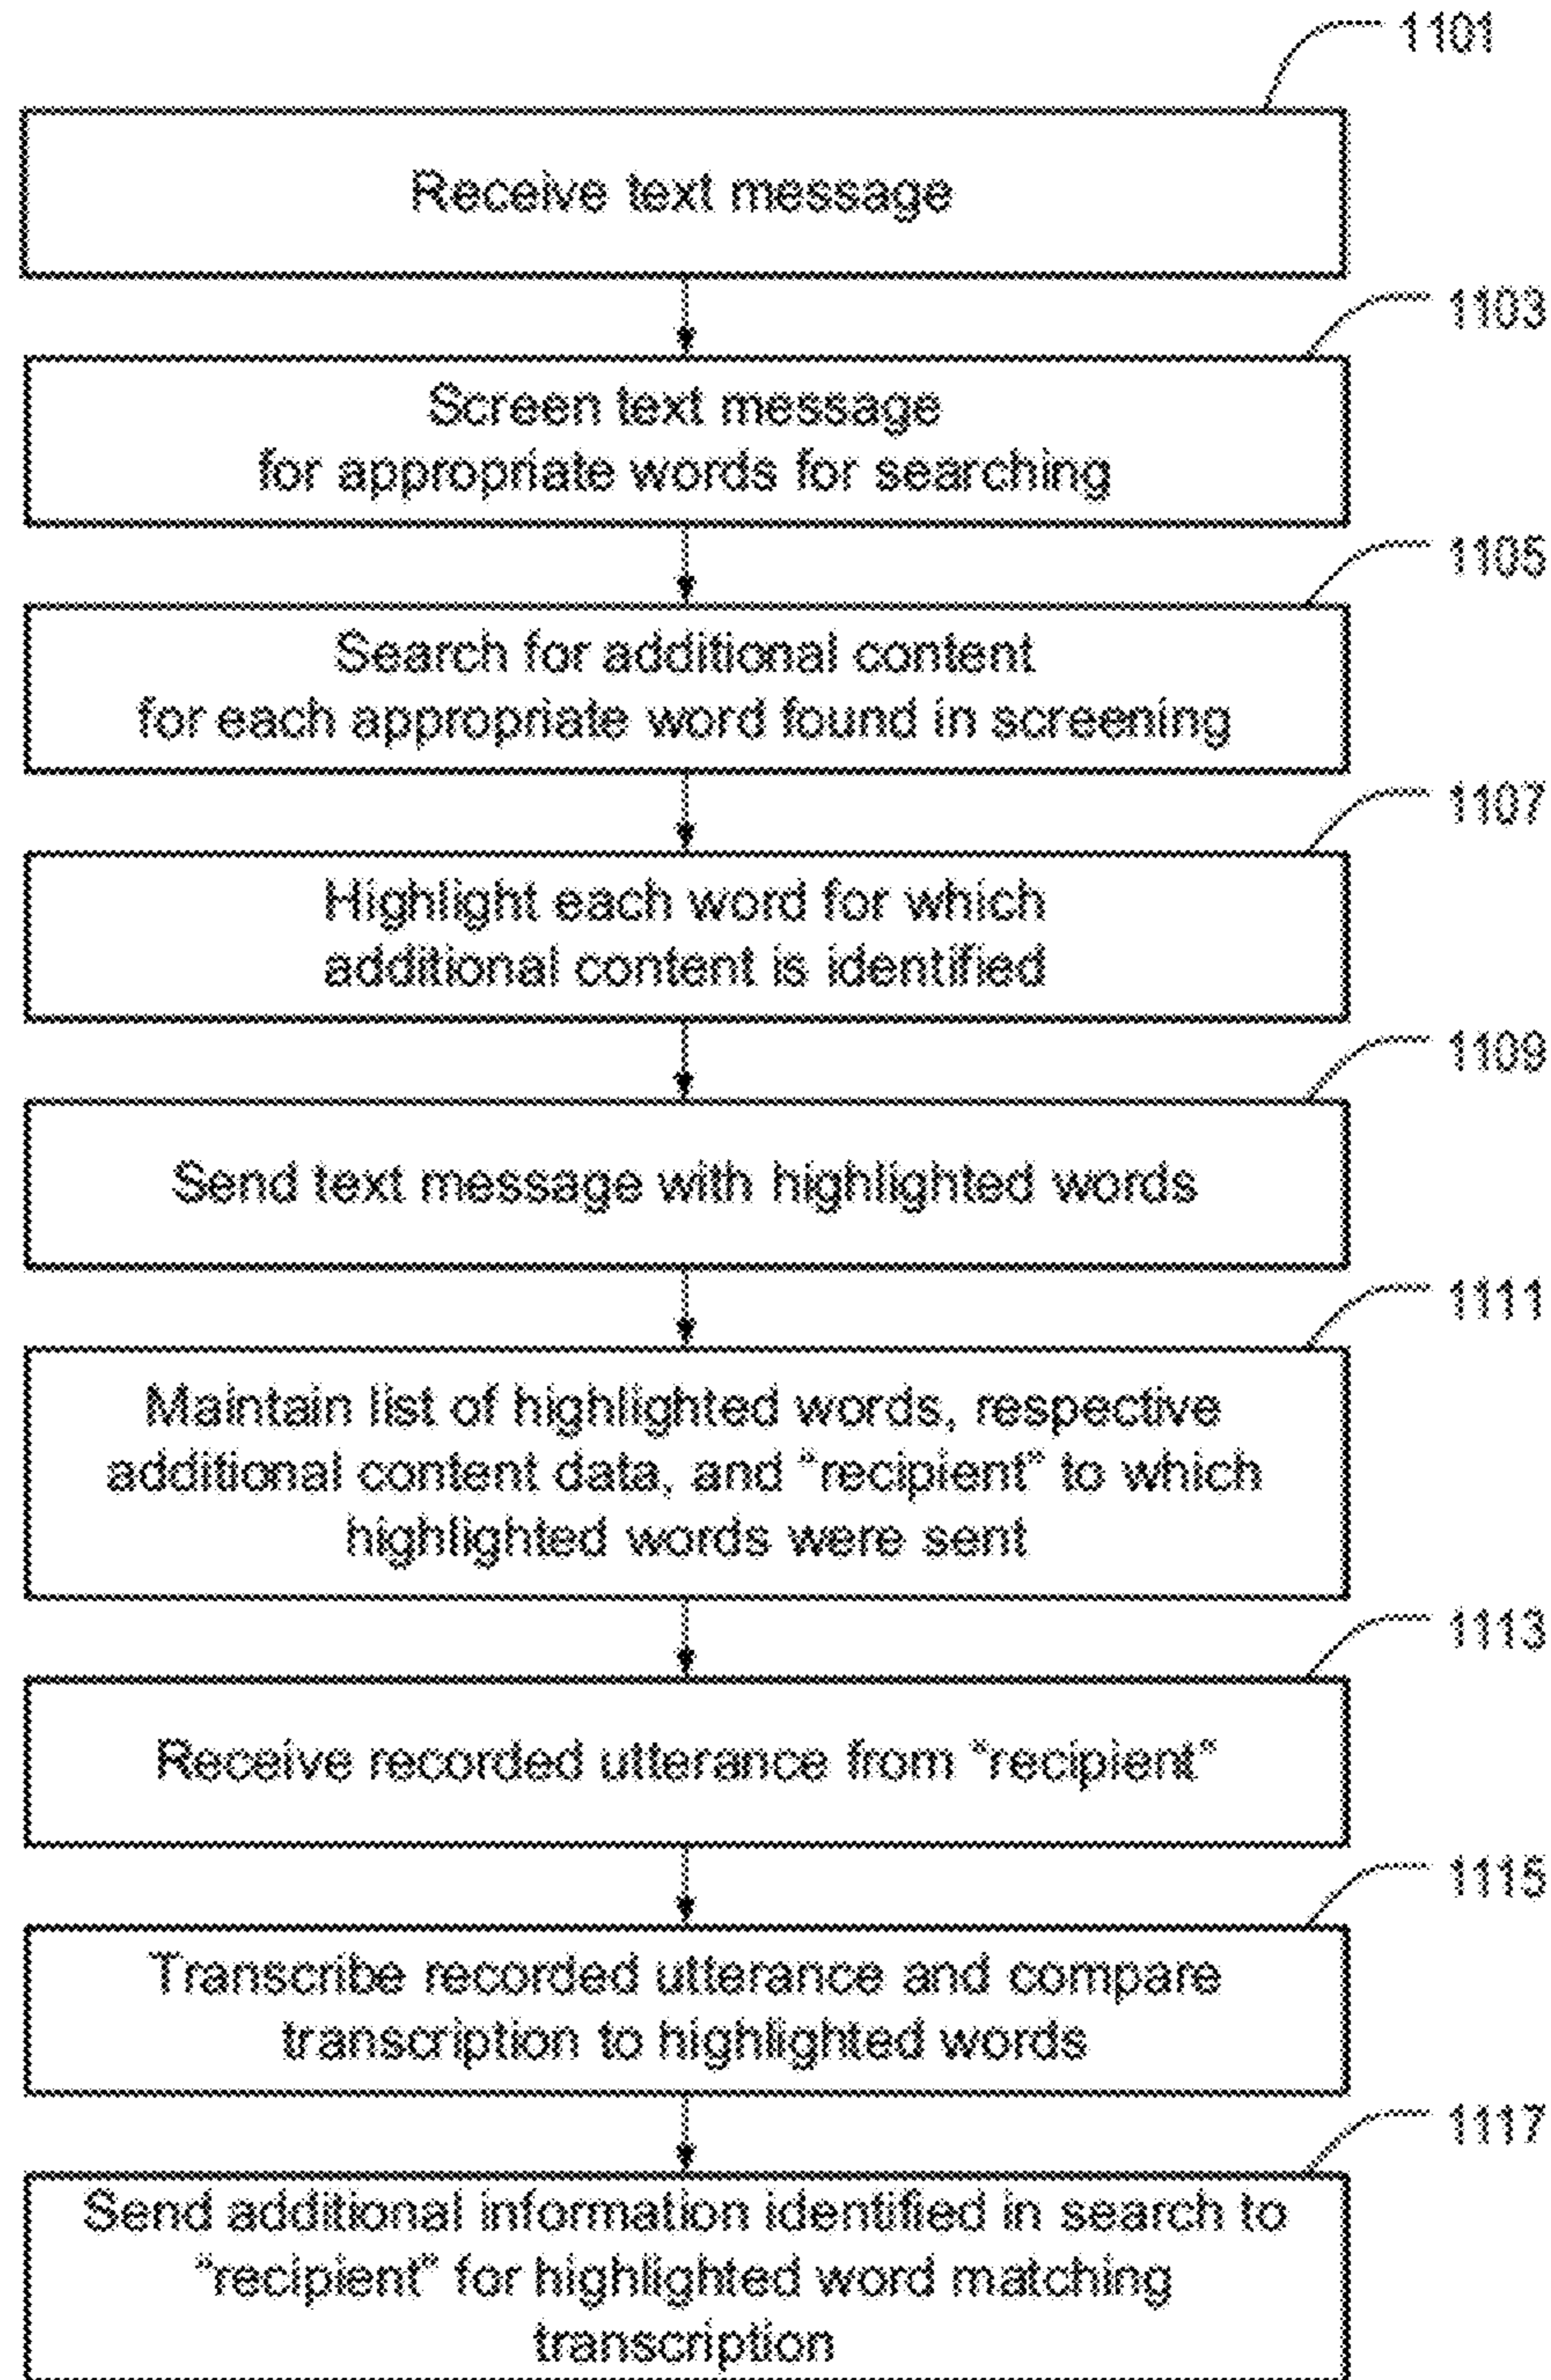 1101
Receive text message
1103
Screen text message
for appropriate words for searching
1105
Search for additional content
for each appropriate word found in screening
1107
Highlight each word for which
additional content is identified
1109
Send text message with highlighted words
1111
Maintain list of highlighted words, respective
additional content data, and “recipient” to which
highlighted words were sent
1113
Receive recorded utterance from “recipient”
1115
Transcribe recorded utterance and compare
transcription to highlighted words
1117
Send additional information identified in search to
“recipient” for highlighted word matching
transcription